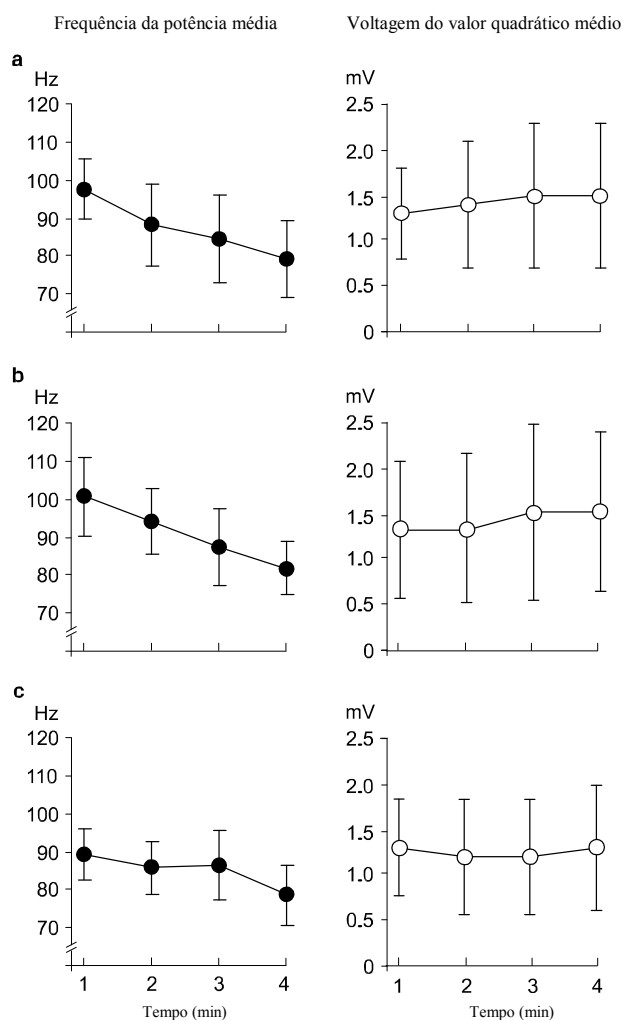 Frequência da potência média
Voltagem do valor quadrático médio
a
Hz
120
110
100
90
80
70
mV
2.5
2.0
1.5
1.0
0.5
0
b
Hz
120
110
100
90
80
70
mV
2.5
2.0
1.5
1.0
0.5
0
c
Hz
120
110
100
90
80
70
1 2 3 4
Tempo (min)
mV
2.5
2.0
1.5
1.0
0.5
0
1 2 3 4
Tempo (min)